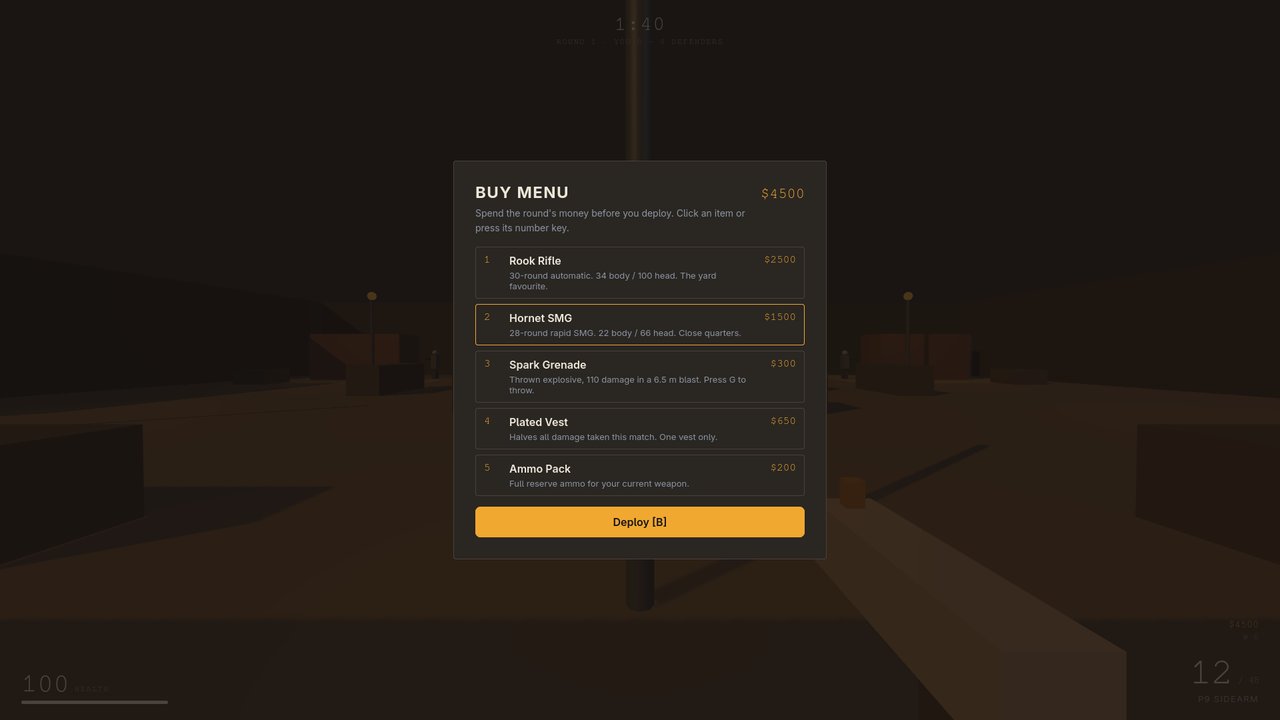 1:40
BUY MENU
$4500
Spend the round's money before you deploy. Click an item or
press its number key.
1
Rook Rifle
$2500
30-round automatic. 34 body / 100 head. The yard
favourite.
2
Hornet SMG
$1500
28-round rapid SMG. 22 body / 66 head. Close quarters.
3
Spark Grenade
$300
Thrown explosive, 110 damage in a 6.5 m blast. Press G to
throw.
4
Plated Vest
$650
Halves all damage taken this match. One vest only.
5
Ammo Pack
$200
Full reserve ammo for your current weapon.
Deploy [B]
$4500
100 HEALTH
12 / 48
P9 SIDEARM